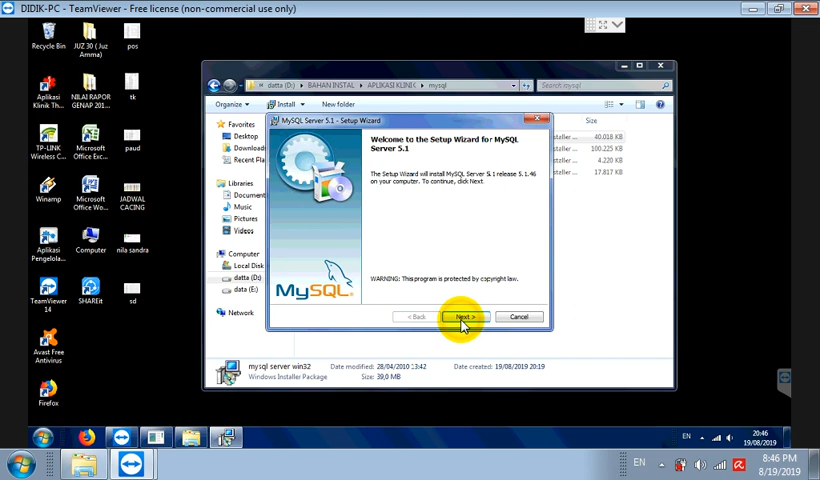 DIDIK-PC - TeamViewer - Free license (non-commercial use only)
Recycle Bin
JUZ 30 ( Juz Amma)
pos
Aplikasi Klinik Th...
NILAI RAPOR GENAP 201...
tk
TP-LINK Wireless C...
Microsoft Office Exc...
paud
Winamp
Microsoft Office Wo...
JADWAL CACING
Aplikasi Pengelola...
Computer
nila sandra
TeamViewer 14
SHAREit
sd
Avast Free Antivirus
Firefox
datta (D:)
BAHAN INSTAL
APLIKASI KLINIK
mysql
Search mysql
Organize
Install
New folder
Favorites
Desktop
Downloads
Recent Pla
Libraries
Document
Music
Pictures
Videos
Computer
Local Disk
datta (D:)
data (E:)
Network
Size
staller ...
40.018 KB
staller ...
100.225 KB
staller ...
4.220 KB
staller ...
17.817 KB
MySQL Server 5.1 - Setup Wizard
Welcome to the Setup Wizard for MySQL
Server 5.1
The Setup Wizard will install MySQL Server 5.1 release 5.1.46
on your computer. To continue, click Next.
WARNING: This program is protected by copyright law.
MySQL
< Back
Next >
Cancel
mysql server win32
Date modified: 28/04/2010 13:42
Date created: 19/08/2019 20:19
Windows Installer Package
Size: 39,0 MB
EN
20:46
19/08/2019
EN
8:46 PM
8/19/2019